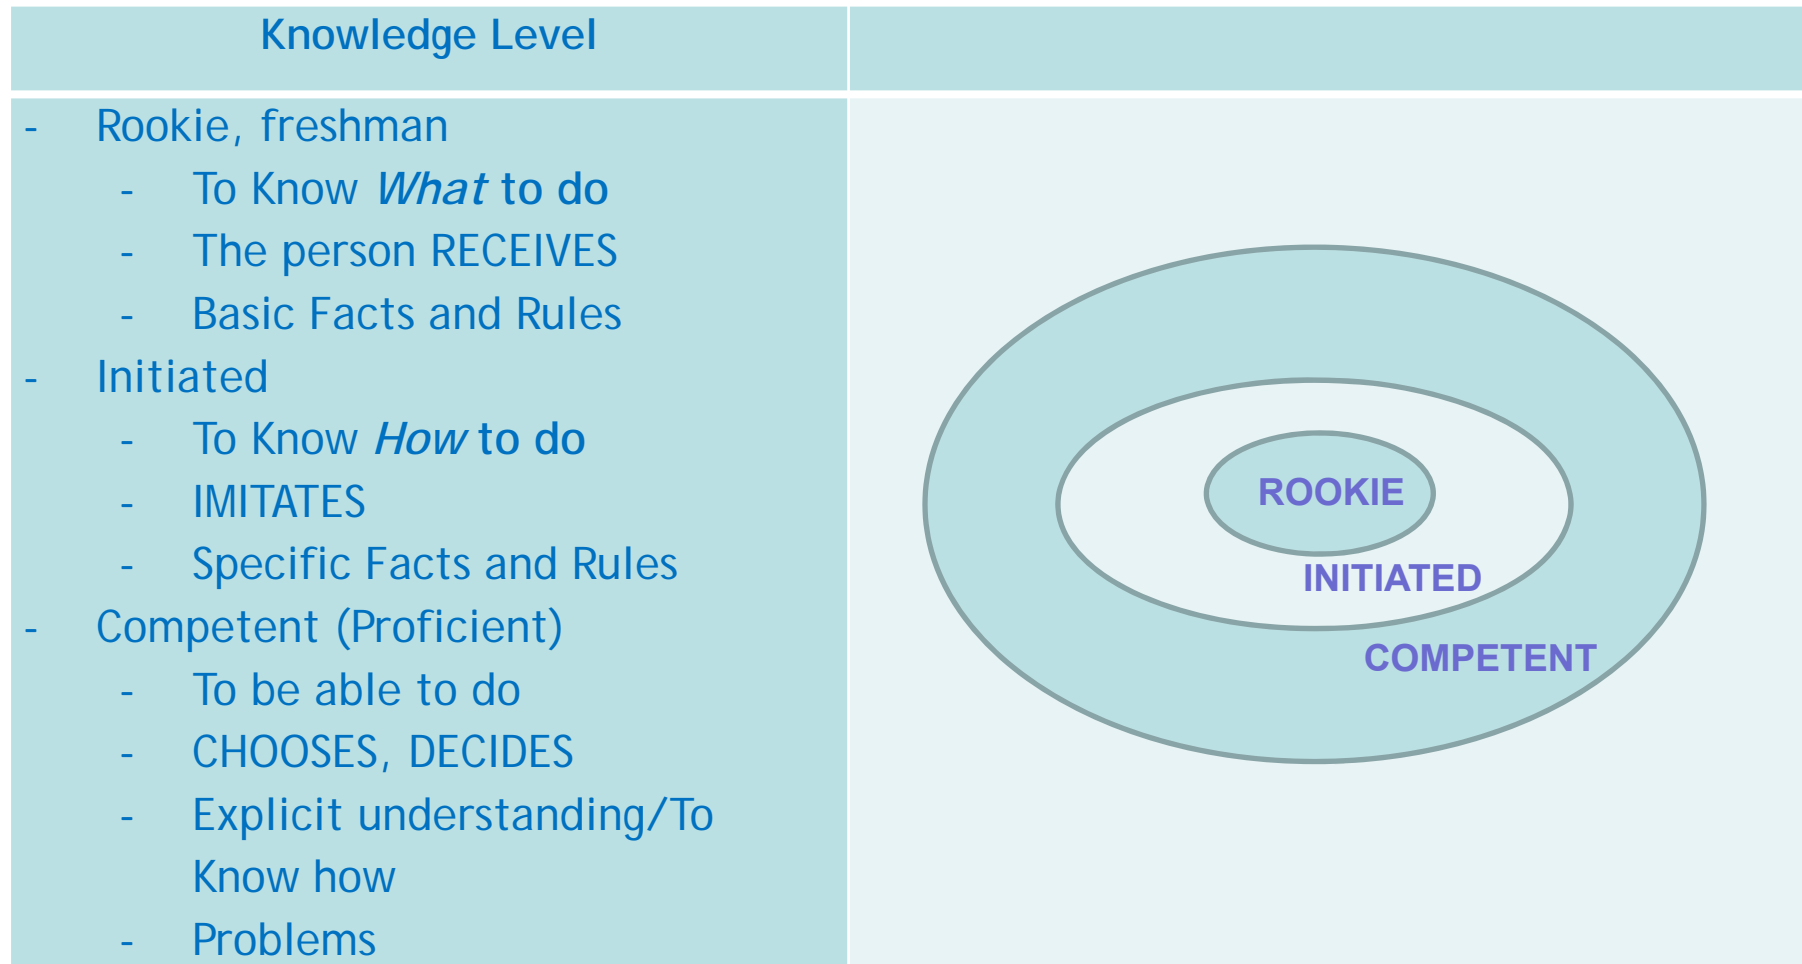 Knowledge Level
- Rookie, freshman
- To Know What to do
- The person RECEIVES
- Basic Facts and Rules
- Initiated
- To Know How to do
- IMITATES
- Specific Facts and Rules
- Competent (Proficient)
- To be able to do
- CHOOSES, DECIDES
- Explicit understanding/To
Know how
- Problems
ROOKIE
INITIATED
COMPETENT